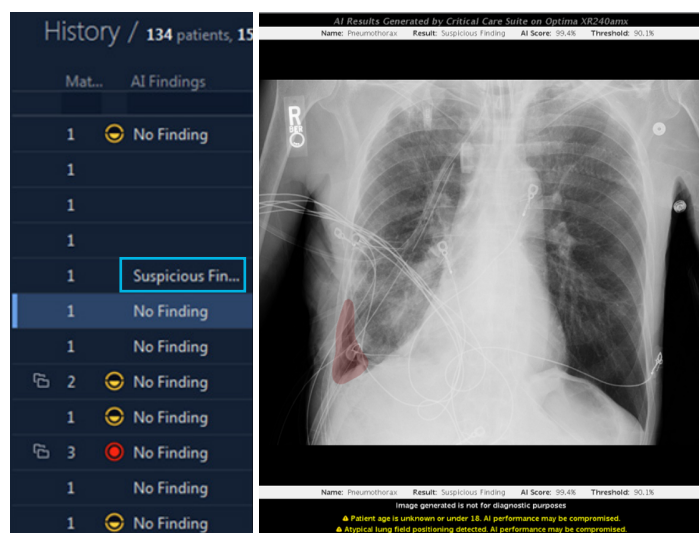 History / 134 patients, 15
Mat... AI Findings
1 No Finding
1
1
1
1 Suspicious Fin...
1 No Finding
1 No Finding
2 No Finding
1 No Finding
3 No Finding
1 No Finding
1 No Finding
AI Results Generated by Critical Care Suite on Optima XR240amx
Name: Pneumothorax Result: Suspicious Finding AI Score: 99.4% Threshold: 90.1%
R
Name: Pneumothorax Result: Suspicious Finding AI Score: 99.4% Threshold: 90.1%
Image generated is not for diagnostic purposes
Patient age is unknown or under 18. AI performance may be compromised.
Atypical lung field positioning detected. AI performance may be compromised.